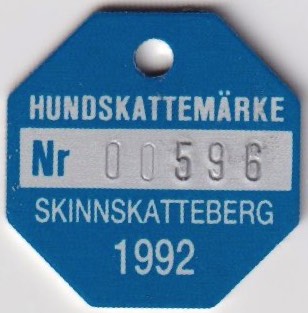 HUNDSKATTEMÄRKE
Nr 00596
SKINNSKATTEBERG
1992